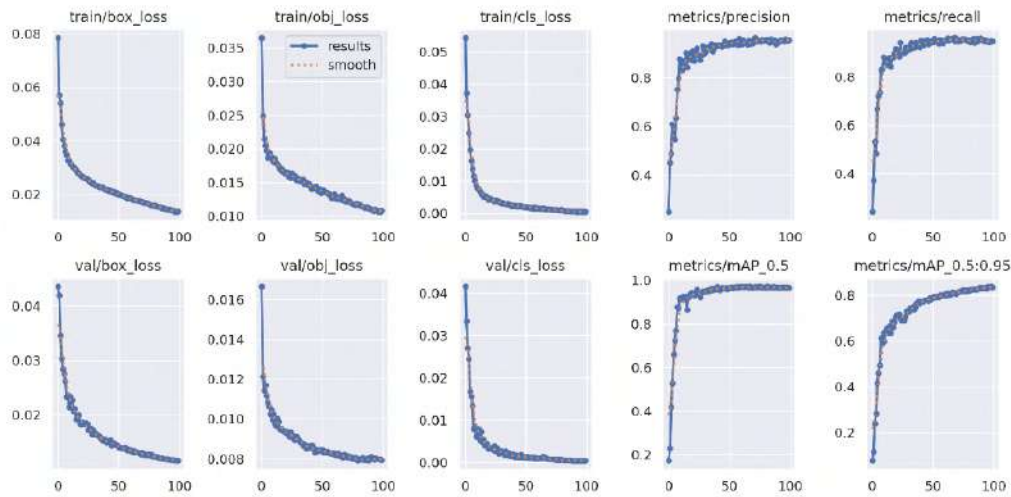 train/box_loss
train/obj_loss
train/cls_loss
metrics/precision
metrics/recall
0.08
0.06
0.04
0.02
0 50 100
0.035
0.030
0.025
0.020
0.015
0.010
results
smooth
0 50 100
0.05
0.04
0.03
0.02
0.01
0.00
0 50 100
0.8
0.6
0.4
0 50 100
0.8
0.6
0.4
0 50 100
val/box_loss
val/obj_loss
val/cls_loss
metrics/mAP_0.5
metrics/mAP_0.5:0.95
0.04
0.03
0.02
0 50 100
0.016
0.014
0.012
0.010
0.008
0 50 100
0.04
0.03
0.02
0.01
0.00
0 50 100
1.0
0.8
0.6
0.4
0.2
0 50 100
0.8
0.6
0.4
0.2
0 50 100